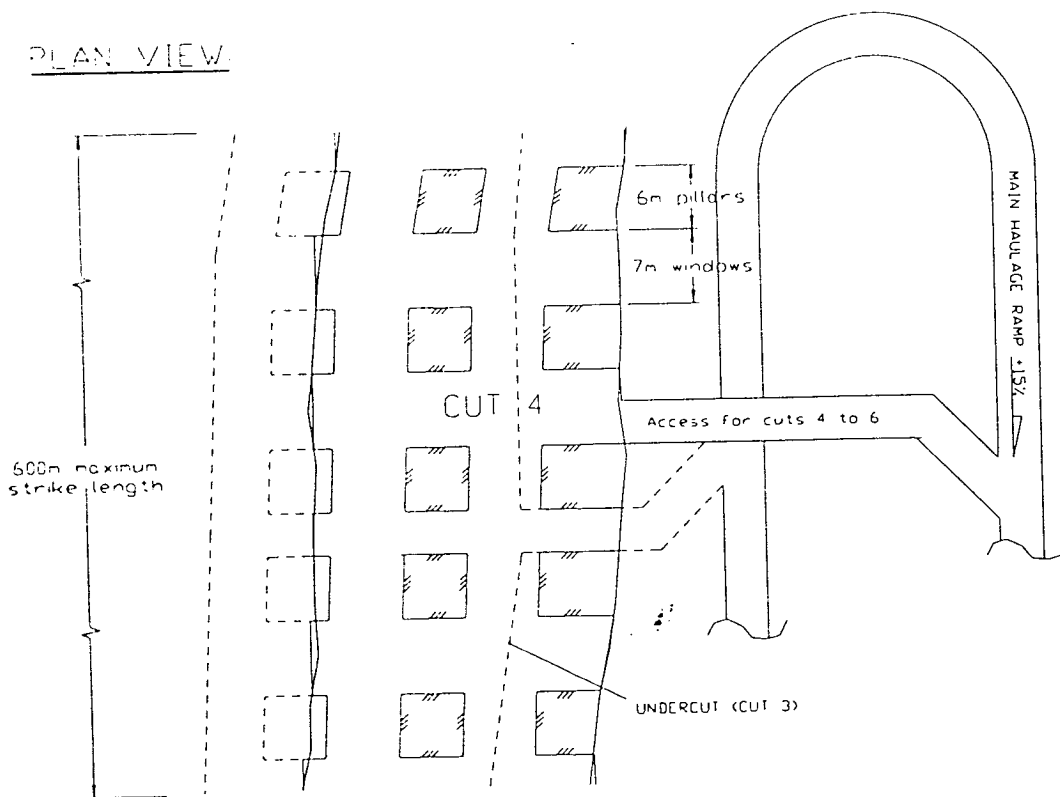 PLAN VIEW
6m pillars
7m windows
MAIN HAULAGE RAMP +15%
CUT 4
Access for cuts 4 to 6
600m maximum
strike length
UNDERCUT (CUT 3)